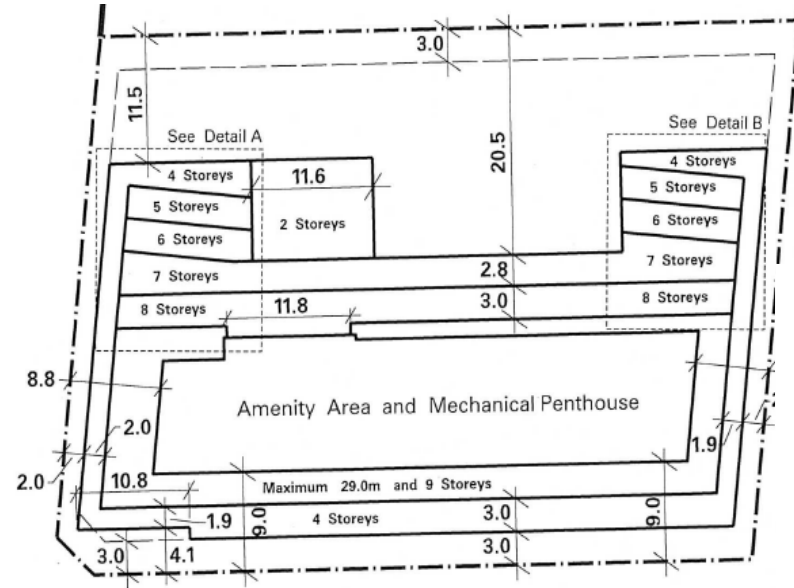 3.0
11.5
20.5
See Detail A
See Detail B
4 Storeys
11.6
4 Storeys
5 Storeys
5 Storeys
6 Storeys
2 Storeys
6 Storeys
7 Storeys
2.8
7 Storeys
8 Storeys
11.8
3.0
8 Storeys
8.8
Amenity Area and Mechanical Penthouse
2.0
1.9
2.0
10.8
Maximum 29.0m and 9 Storeys
1.9
9.0
4 Storeys
3.0
9.0
3.0
4.1
3.0